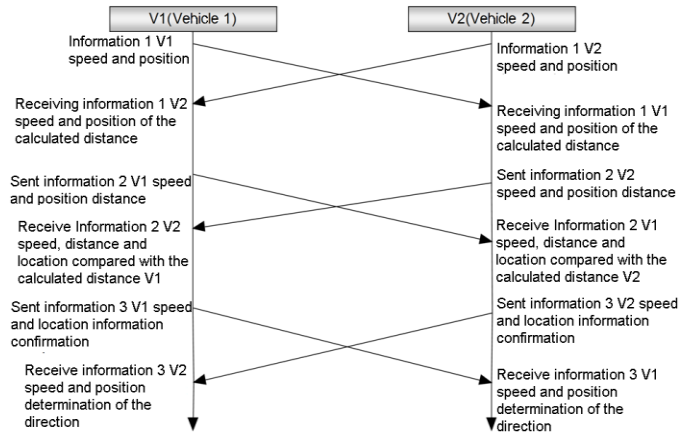 V1(Vehicle 1)
V2(Vehicle 2)
Information 1 V1
speed and position
Information 1 V2
speed and position
Receiving information 1 V2
speed and position of the
calculated distance
Receiving information 1 V1
speed and position of the
calculated distance
Sent information 2 V1 speed
and position distance
Sent information 2 V2
speed and position distance
Receive Information 2 V2
speed, distance and
location compared with the
calculated distance V1
Receive Information 2 V1
speed, distance and
location compared with the
calculated distance V2
Sent information 3 V1 speed
and location information
confirmation
Sent information 3 V2 speed
and location information
confirmation
Receive information 3 V2
speed and position
determination of the
direction
Receive information 3 V1
speed and position
determination of the
direction